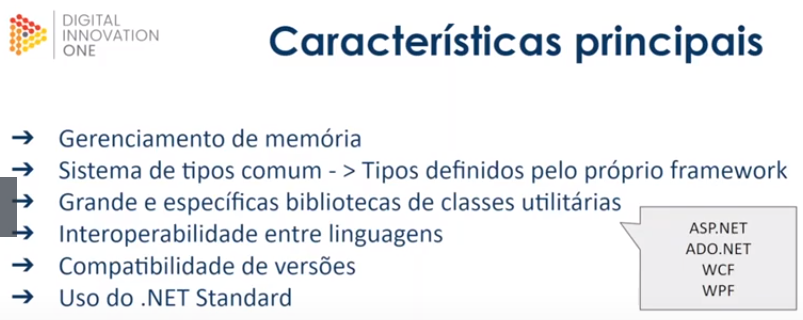 DIGITAL
INNOVATION
ONE
Características principais
➔ Gerenciamento de memória
➔ Sistema de tipos comum - > Tipos definidos pelo próprio framework
➔ Grande e específicas bibliotecas de classes utilitárias
➔ Interoperabilidade entre linguagens
➔ Compatibilidade de versões
➔ Uso do .NET Standard
ASP.NET
ADO.NET
WCF
WPF